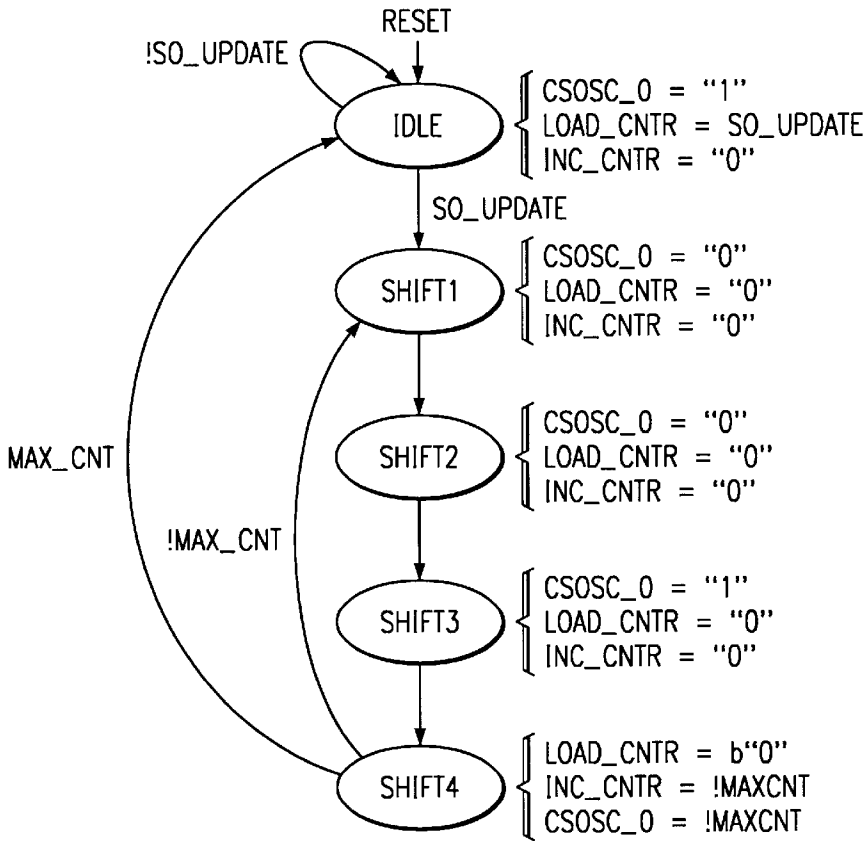 RESET
!SO_UPDATE
IDLE
CSOSC_0 = “1”
LOAD_CNTR = SO_UPDATE
INC_CNTR = “0”
SO_UPDATE
SHIFT1
CSOSC_0 = “0”
LOAD_CNTR = “0”
INC_CNTR = “0”
SHIFT2
CSOSC_0 = “0”
LOAD_CNTR = “0”
INC_CNTR = “0”
MAX_CNT
!MAX_CNT
SHIFT3
CSOSC_0 = “1”
LOAD_CNTR = “0”
INC_CNTR = “0”
SHIFT4
LOAD_CNTR = b“0”
INC_CNTR = !MAXCNT
CSOSC_0 = !MAXCNT